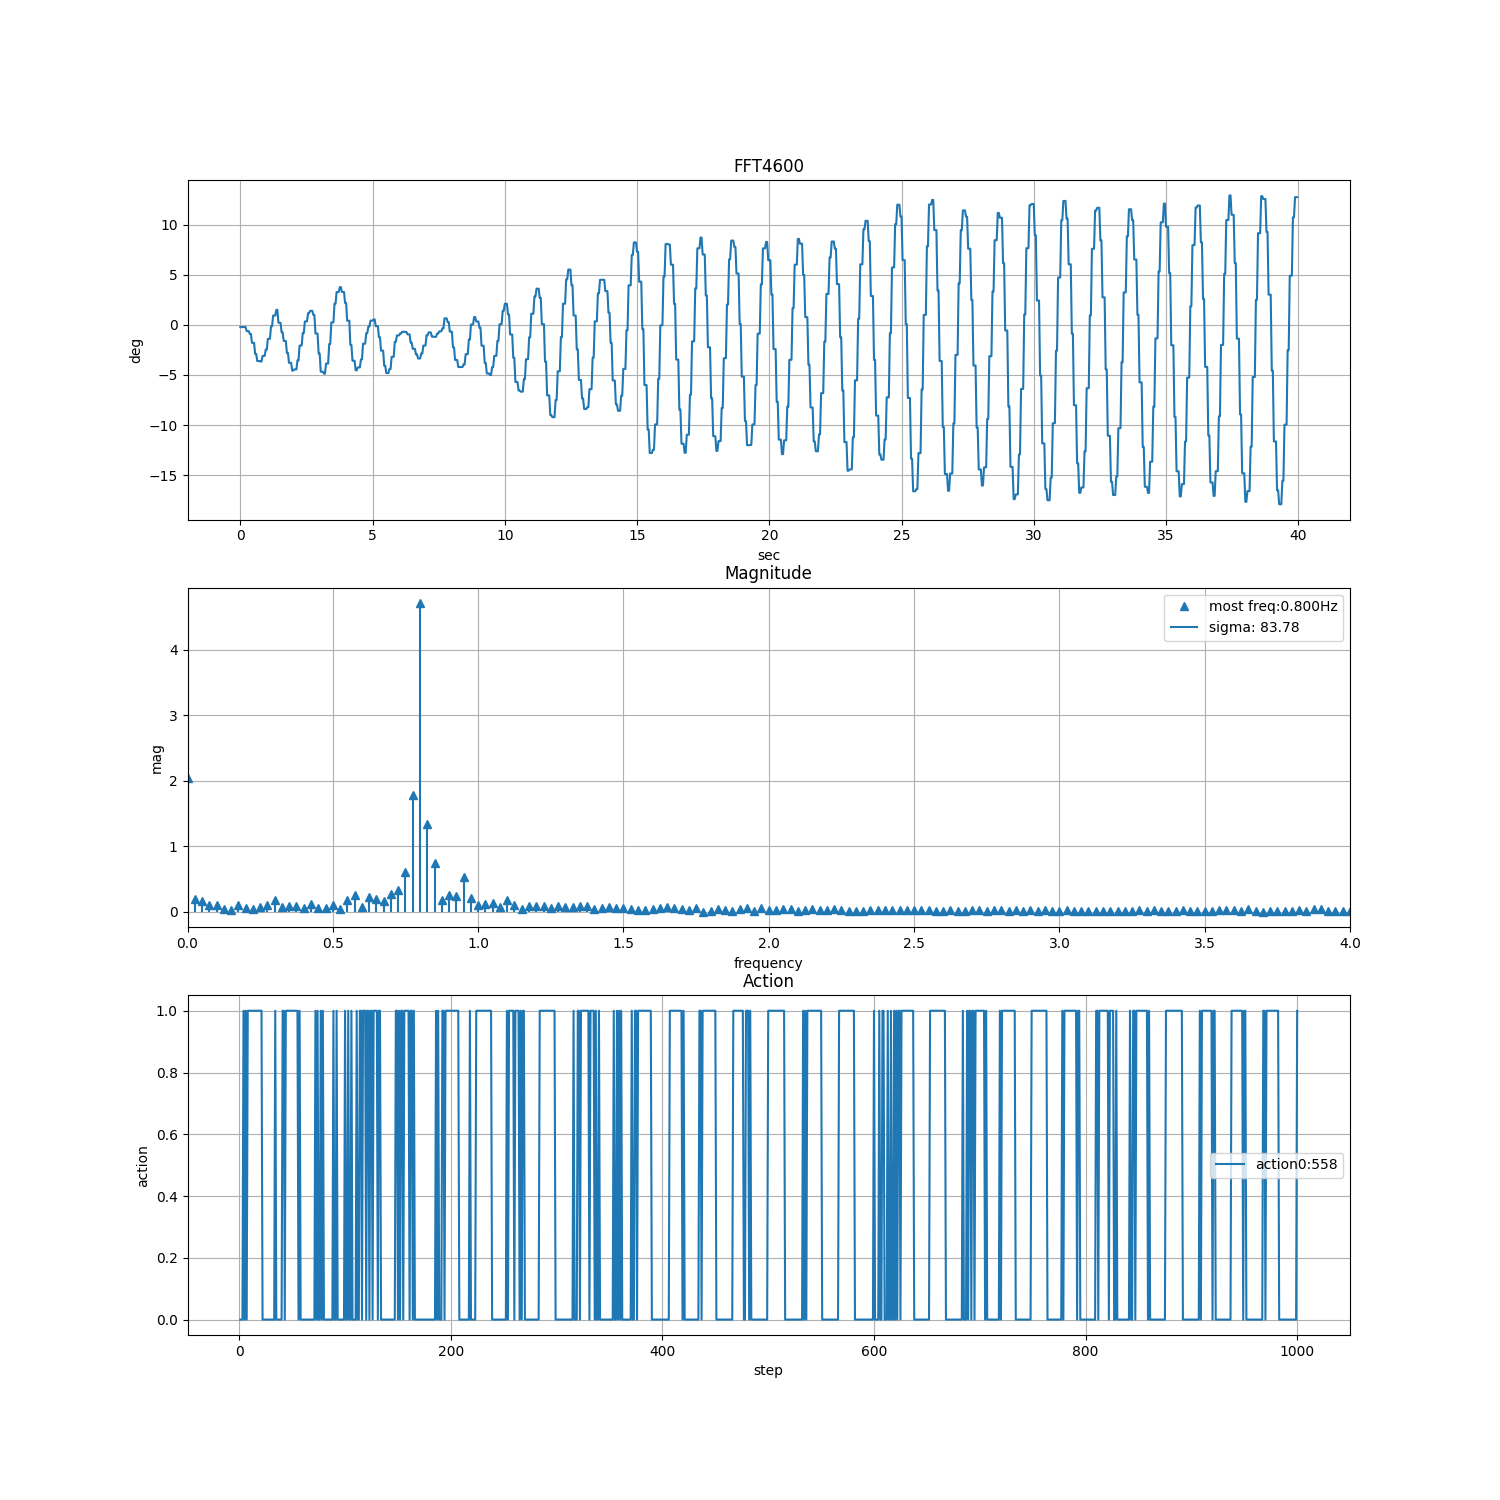 FFT4600
10
5
0
−5
−10
−15
deg
0 5 10 15 20 25 30 35 40
sec
Magnitude
most freq:0.800Hz
sigma: 83.78
4
3
2
1
0
mag
0.0 0.5 1.0 1.5 2.0 2.5 3.0 3.5 4.0
frequency
Action
1.0
0.8
0.6
0.4
0.2
0.0
action
action0:558
0 200 400 600 800 1000
step